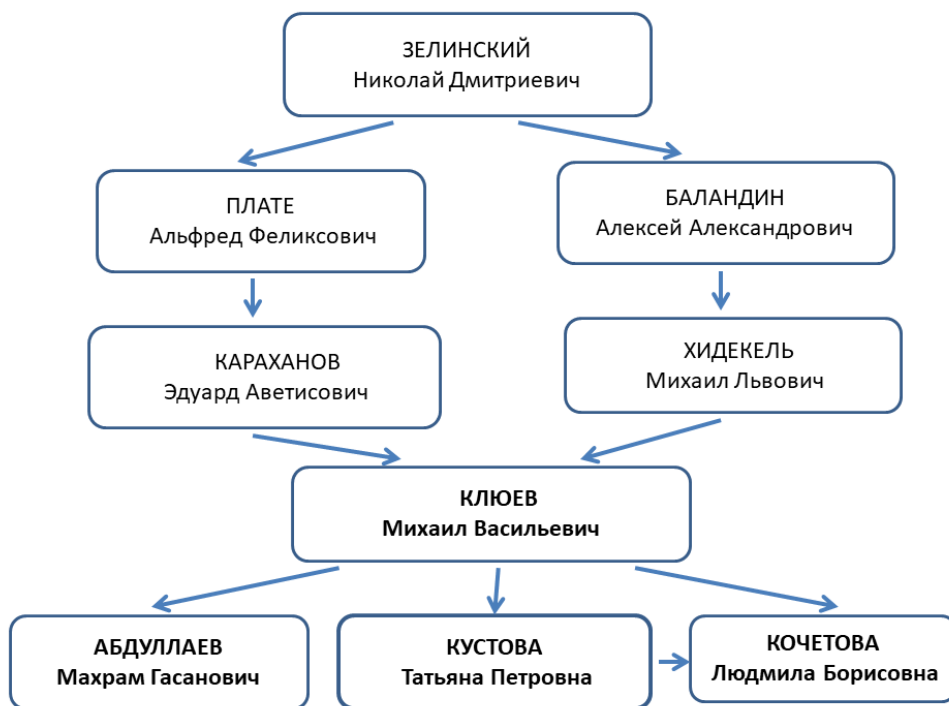 ЗЕЛИНСКИЙ
Николай Дмитриевич
ПЛАТЕ
Альфред Феликсович
БАЛАНДИН
Алексей Александрович
КАРАХАНОВ
Эдуард Аветисович
ХИДЕКЕЛЬ
Михаил Львович
КЛЮЕВ
Михаил Васильевич
АБДУЛЛАЕВ
Махрам Гасанович
КУСТОВА
Татьяна Петровна
КОЧЕТОВА
Людмила Борисовна